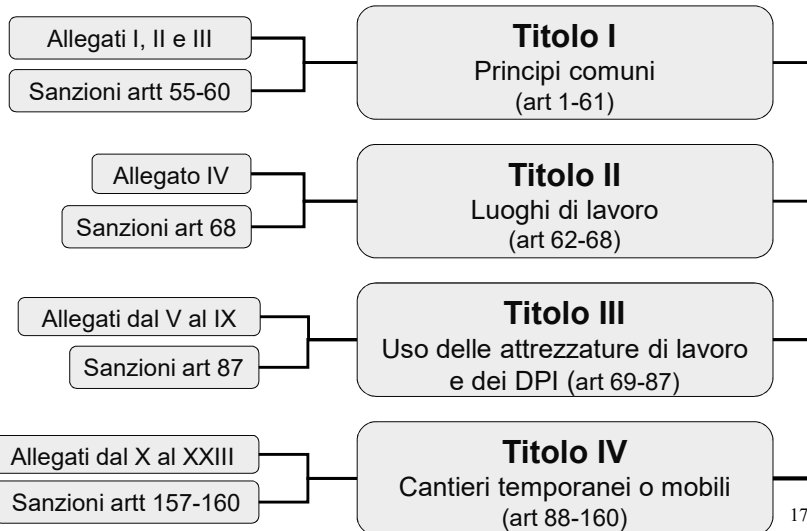 Allegati I, II e III
Sanzioni artt 55-60
Titolo I
Principi comuni
(art 1-61)
Allegato IV
Sanzioni art 68
Titolo II
Luoghi di lavoro
(art 62-68)
Allegati dal V al IX
Sanzioni art 87
Titolo III
Uso delle attrezzature di lavoro
e dei DPI (art 69-87)
Allegati dal X al XXIII
Sanzioni artt 157-160
Titolo IV
Cantieri temporanei o mobili
(art 88-160)
17